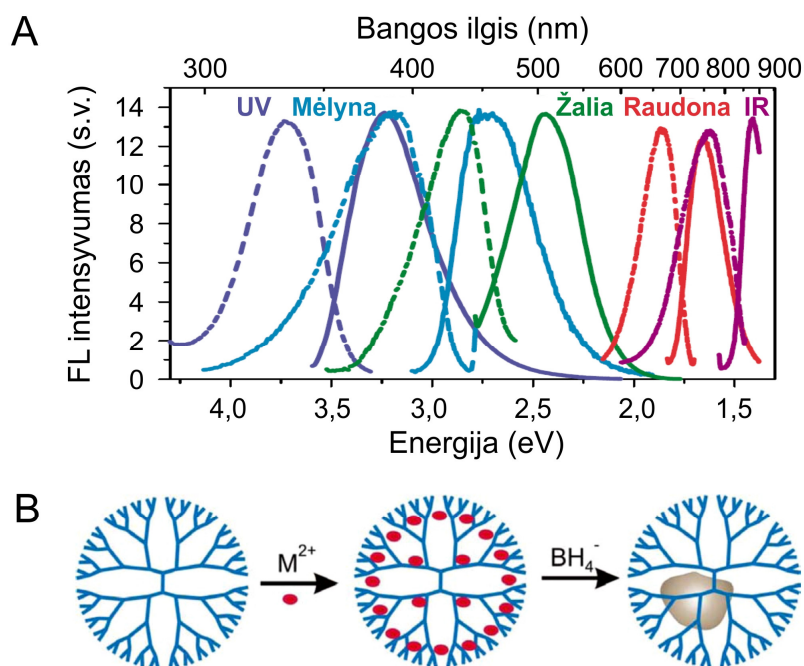 A
Bangos ilgis (nm)
300 400 500 600 700 800 900
FL intensyvumas (s.v.)
14
12
10
8
6
4
2
0
UV Mėlyna Žalia Raudona IR
4,0 3,5 3,0 2,5 2,0 1,5
Energija (eV)
B
M2+
BH4-